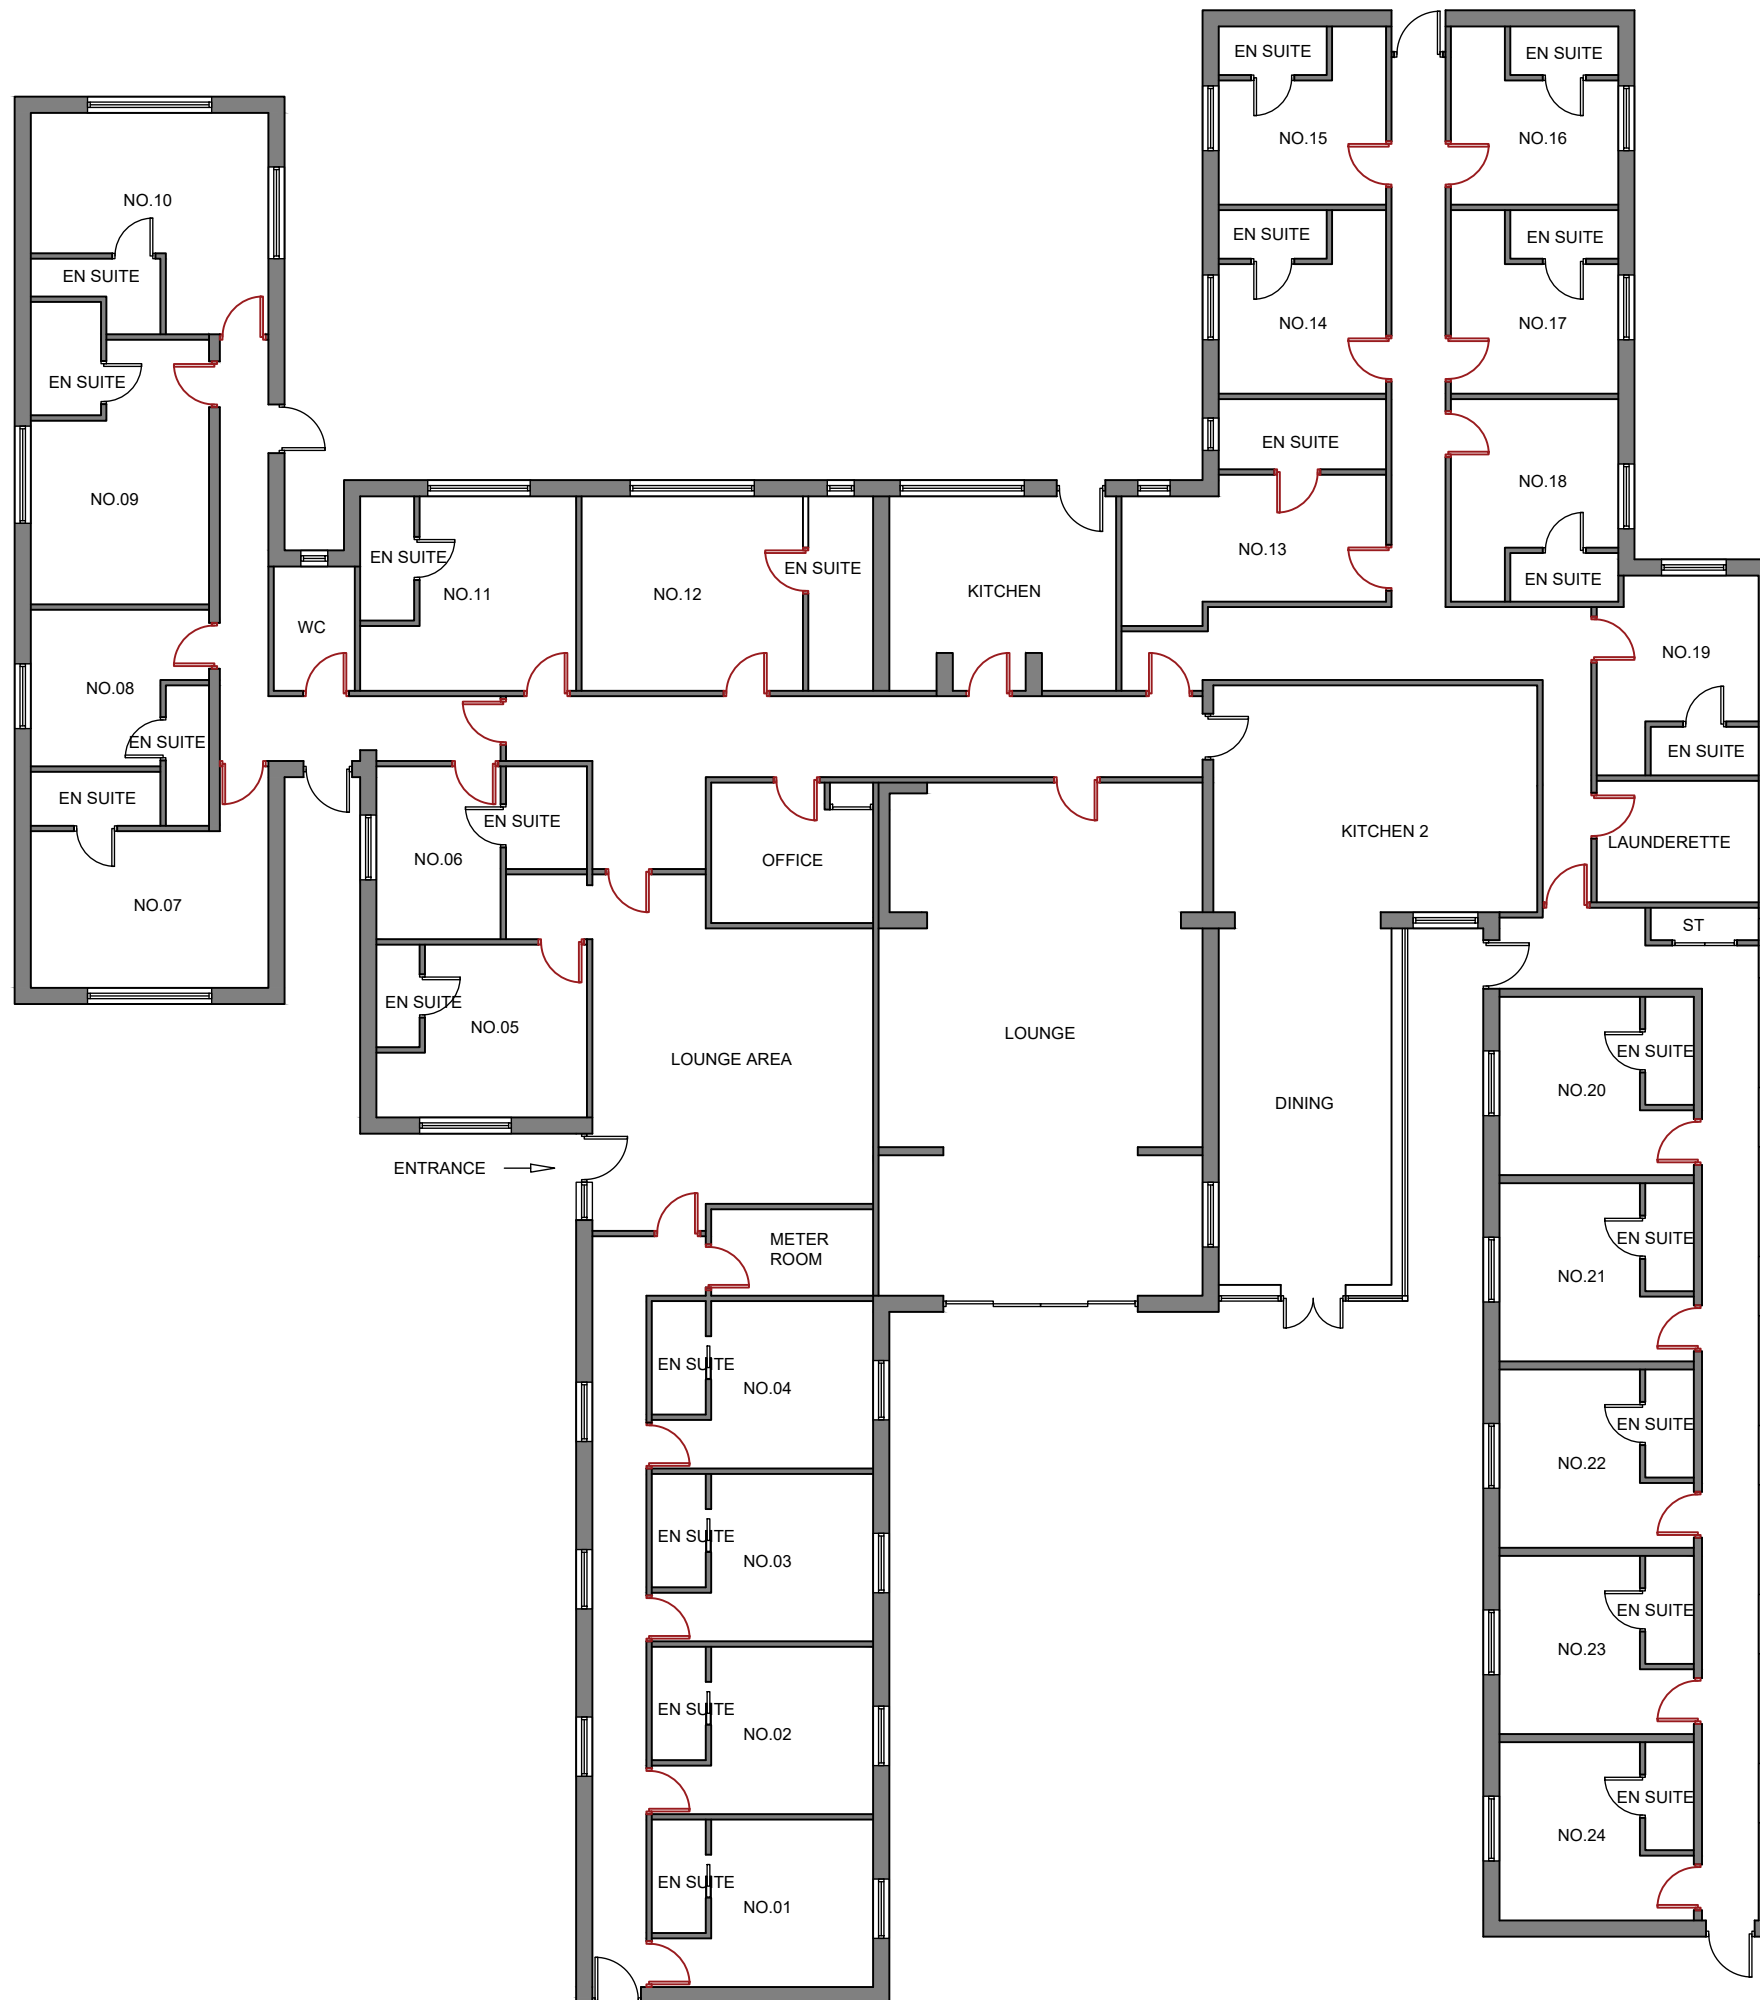 EN SUITE
EN SUITE
NO.15
NO.16
NO.10
EN SUITE
EN SUITE
EN SUITE
NO.14
NO.17
EN SUITE
EN SUITE
NO.09
NO.18
EN SUITE
EN SUITE
NO.13
EN SUITE
NO.11
NO.12
KITCHEN
EN SUITE
WC
NO.19
NO.08
EN SUITE
EN SUITE
EN SUITE
EN SUITE
KITCHEN 2
LAUNDERETTE
NO.06
OFFICE
NO.07
ST
EN SUITE
NO.05
LOUNGE
LOUNGE AREA
EN SUITE
NO.20
DINING
ENTRANCE
METER
ROOM
EN SUITE
NO.21
EN SUITE
NO.04
EN SUITE
NO.22
EN SUITE
NO.03
EN SUITE
NO.23
EN SUITE
NO.02
EN SUITE
NO.24
EN SUITE
NO.01